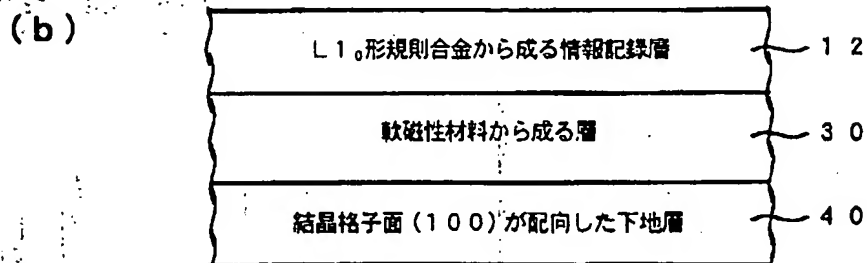 (b)
L1₀形規則合金から成る情報記録層 12
軟磁性材料から成る層 30
結晶格子面(100)が配向した下地層 40